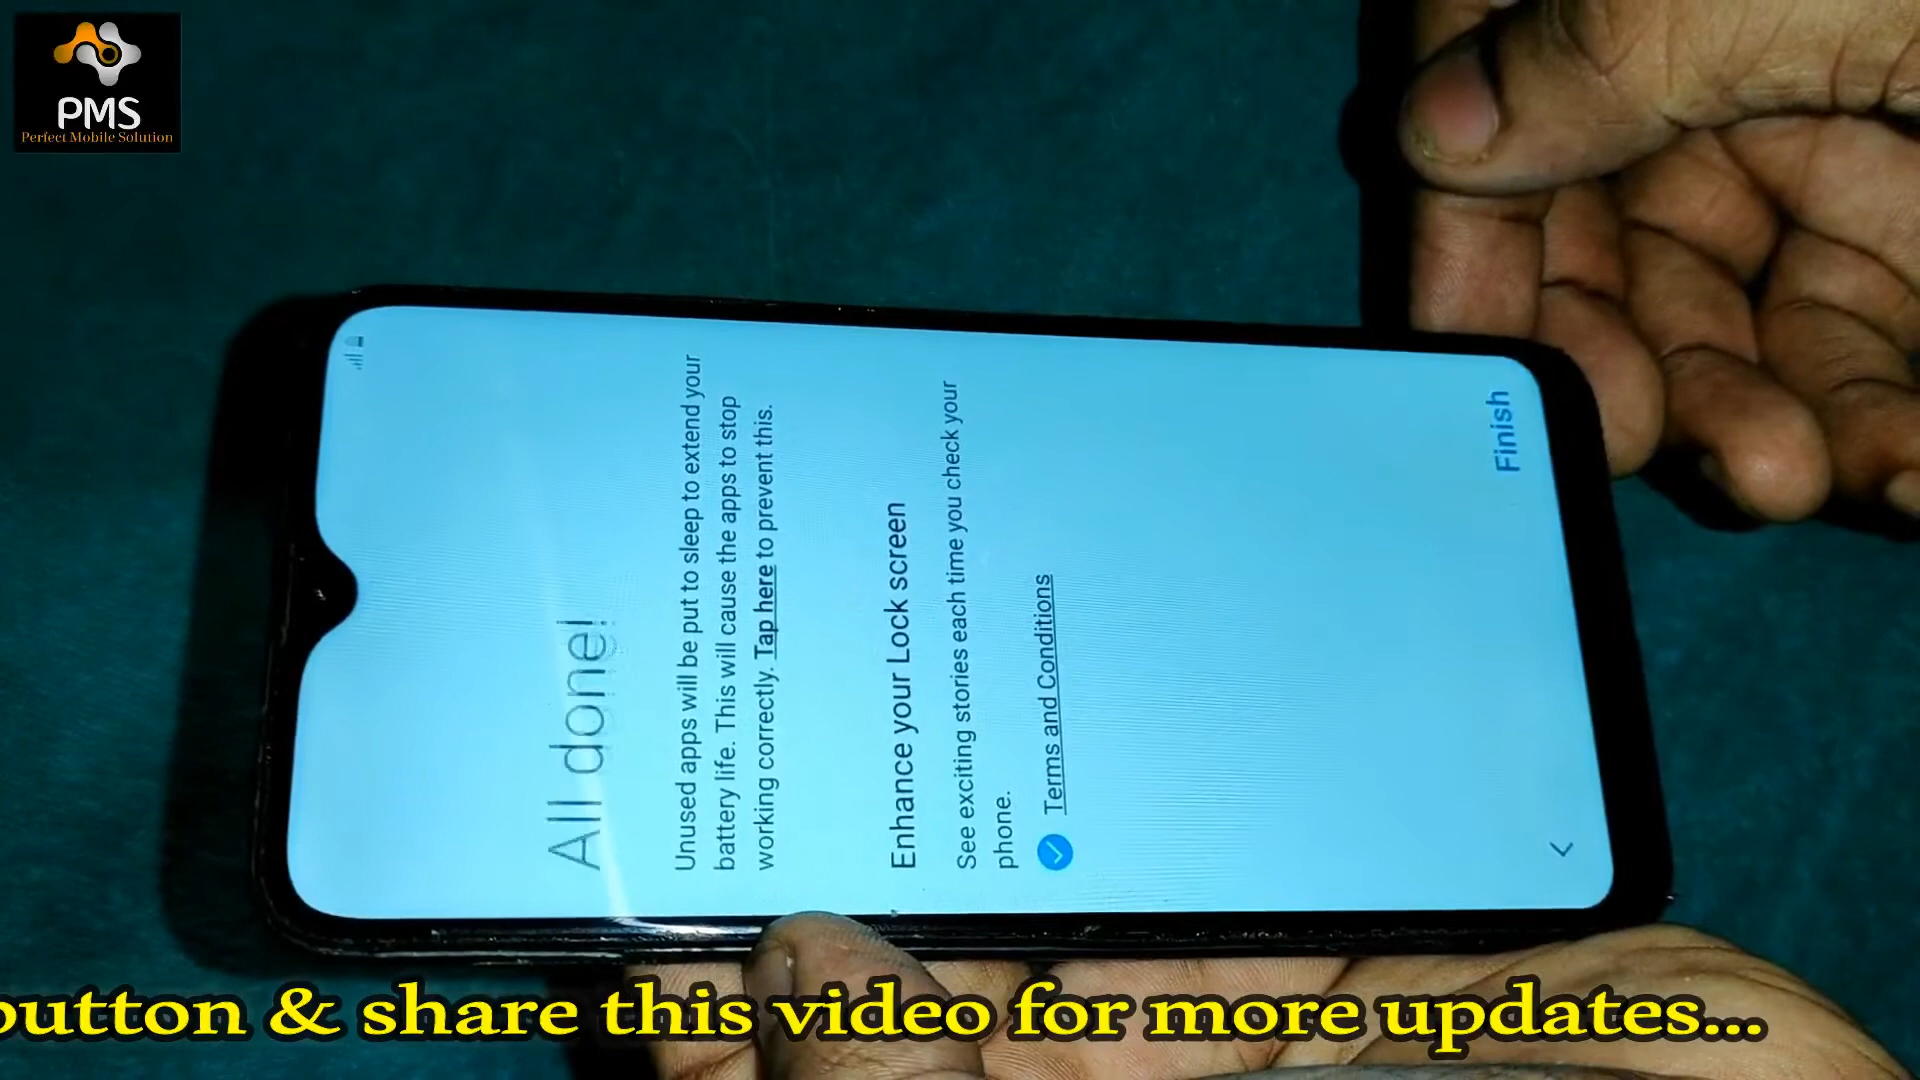 PMS
Perfect Mobile Solution
All done!
Unused apps will be put to sleep to extend your
battery life. This will cause the apps to stop
working correctly. Tap here to prevent this.
Enhance your Lock screen
See exciting stories each time you check your
phone.
Terms and Conditions
Finish
button & share this video for more updates...